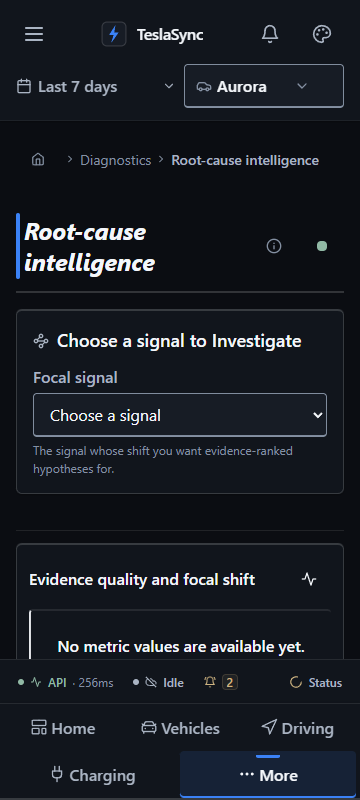 TeslaSync
Last 7 days
Aurora
Diagnostics
Root-cause intelligence
Root-cause
intelligence
Choose a signal to Investigate
Focal signal
Choose a signal
The signal whose shift you want evidence-ranked
hypotheses for.
Evidence quality and focal shift
No metric values are available yet.
API · 256ms
Idle
2
Status
Home
Vehicles
Driving
Charging
More